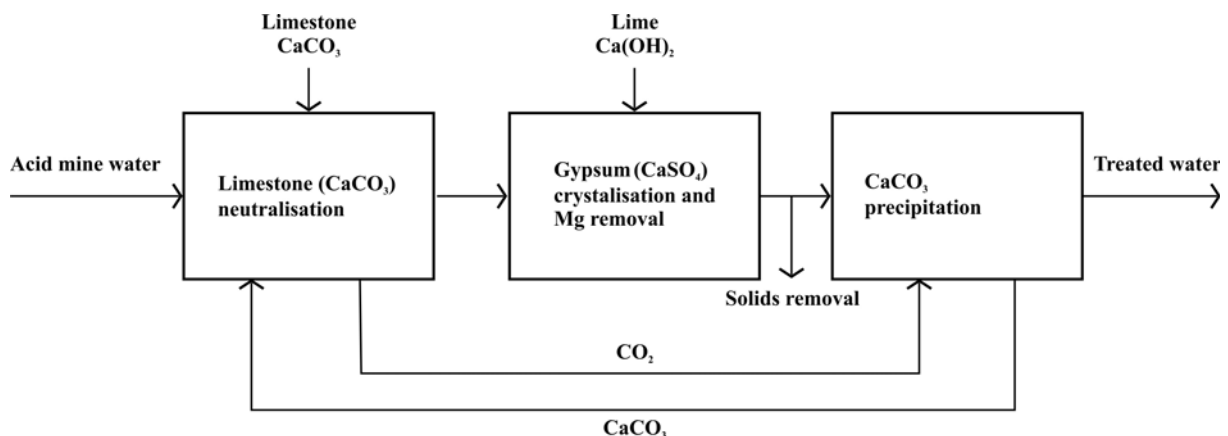 Limestone
CaCO₃
Lime
Ca(OH)₂
Acid mine water
Limestone (CaCO₃)
neutralisation
Gypsum (CaSO₄)
crystalisation and
Mg removal
CaCO₃
precipitation
Treated water
Solids removal
CO₂
CaCO₃